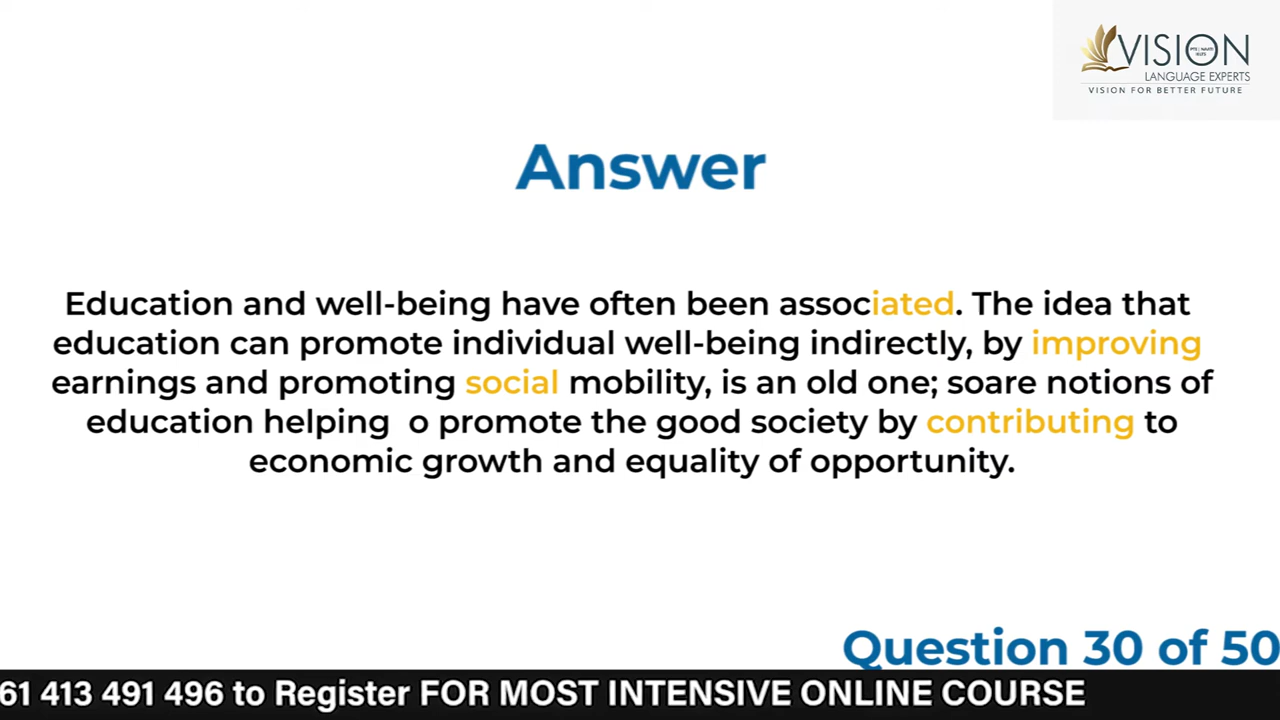 VISION
LANGUAGE EXPERTS
VISION FOR BETTER FUTURE
Answer
Education and well-being have often been associated. The idea that
education can promote individual well-being indirectly, by improving
earnings and promoting social mobility, is an old one; soare notions of
education helping o promote the good society by contributing to
economic growth and equality of opportunity.
Question 30 of 50
61 413 491 496 to Register FOR MOST INTENSIVE ONLINE COURSE